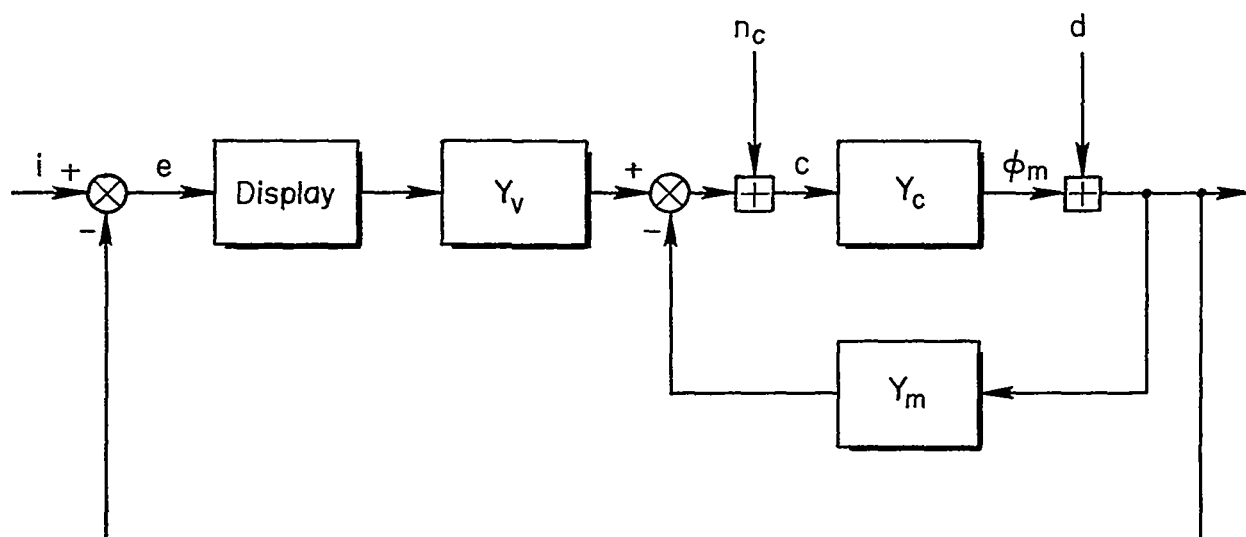 n_c
d
i
+
e
Display
Y_v
+
+
c
Y_c
ϕ_m
+
-
-
Y_m